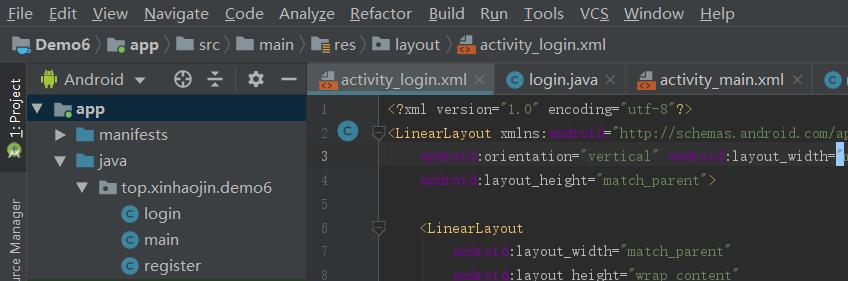 File Edit View Navigate Code Analyze Refactor Build Run Tools VCS Window Help
Demo6 app src main res layout activity_login.xml
Android activity_login.xml login.java activity_main.xml
1: Project
app
manifests
java
top.xinhaojin.demo6
login
main
register
1 <?xml version="1.0" encoding="utf-8"?>
2 <LinearLayout xmlns:android="http://schemas.android.com/ap
3 android:orientation="vertical" android:layout_width="
4 android:layout_height="match_parent">
5
6 <LinearLayout
7 android:layout_width="match_parent"
8 android:layout_height="wrap_content"